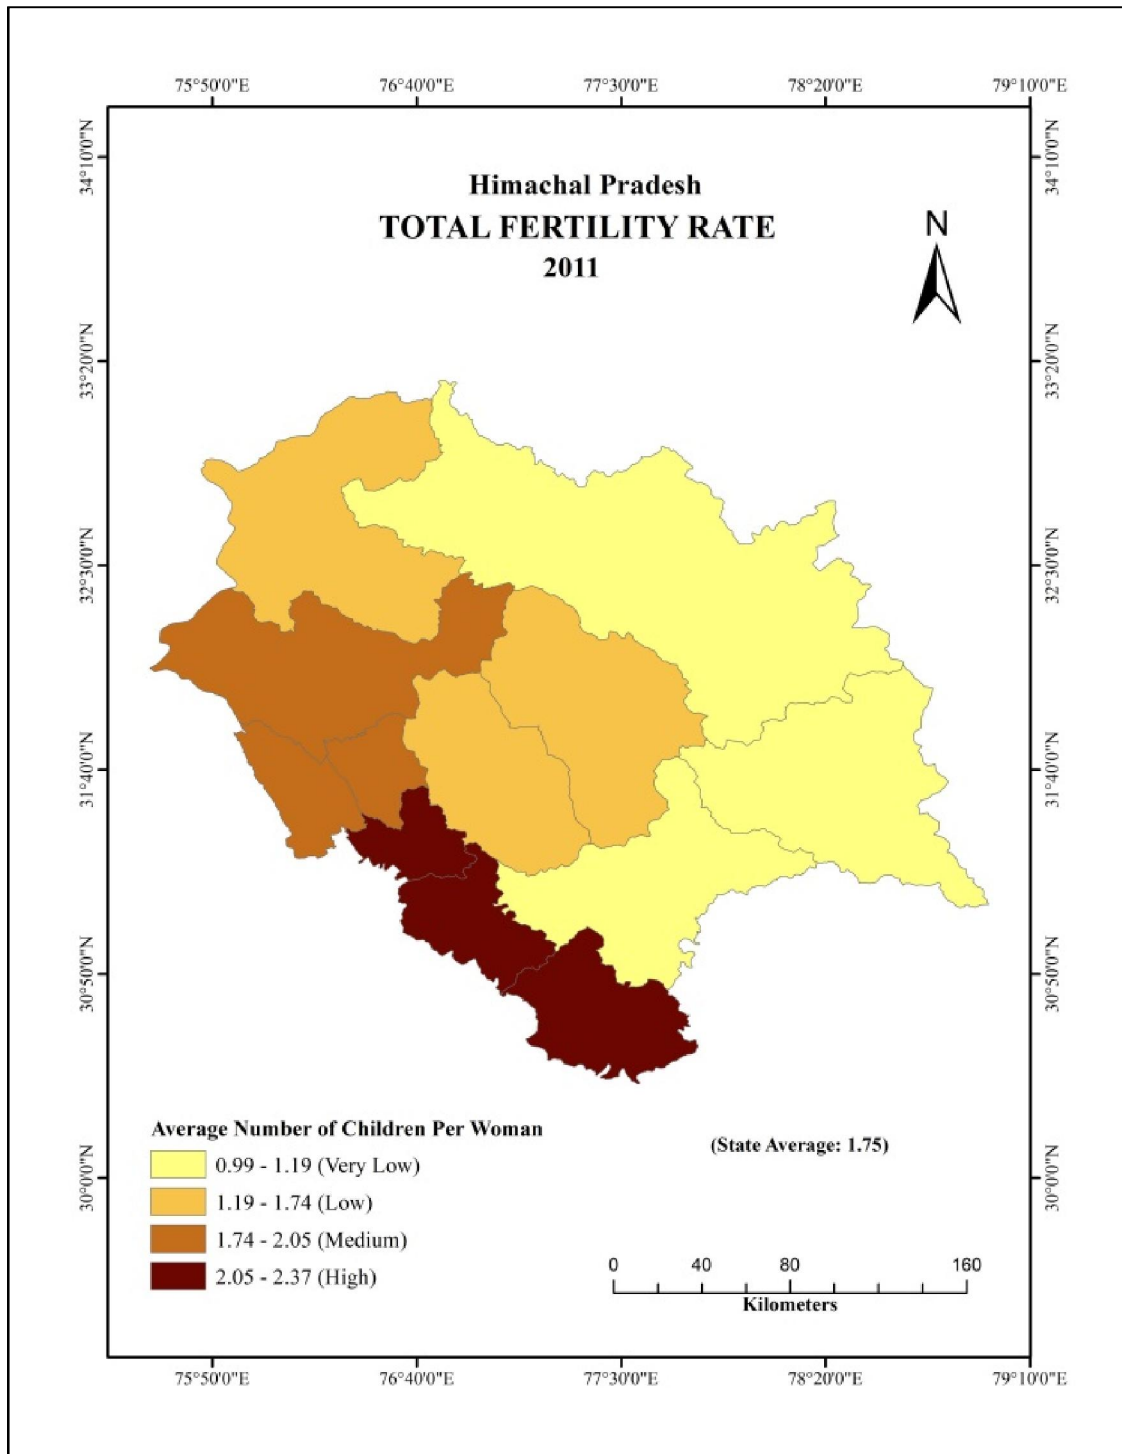 75°50'0"E 76°40'0"E 77°30'0"E 78°20'0"E 79°10'0"E
34°10'0"N 34°10'0"N
Himachal Pradesh
TOTAL FERTILITY RATE
2011
N
33°20'0"N 33°20'0"N
32°30'0"N 32°30'0"N
31°40'0"N 31°40'0"N
30°50'0"N 30°50'0"N
Average Number of Children Per Woman
(State Average: 1.75)
0.99 - 1.19 (Very Low)
30°0'0"N 30°0'0"N
1.19 - 1.74 (Low)
1.74 - 2.05 (Medium)
2.05 - 2.37 (High)
0 40 80 160
Kilometers
75°50'0"E 76°40'0"E 77°30'0"E 78°20'0"E 79°10'0"E